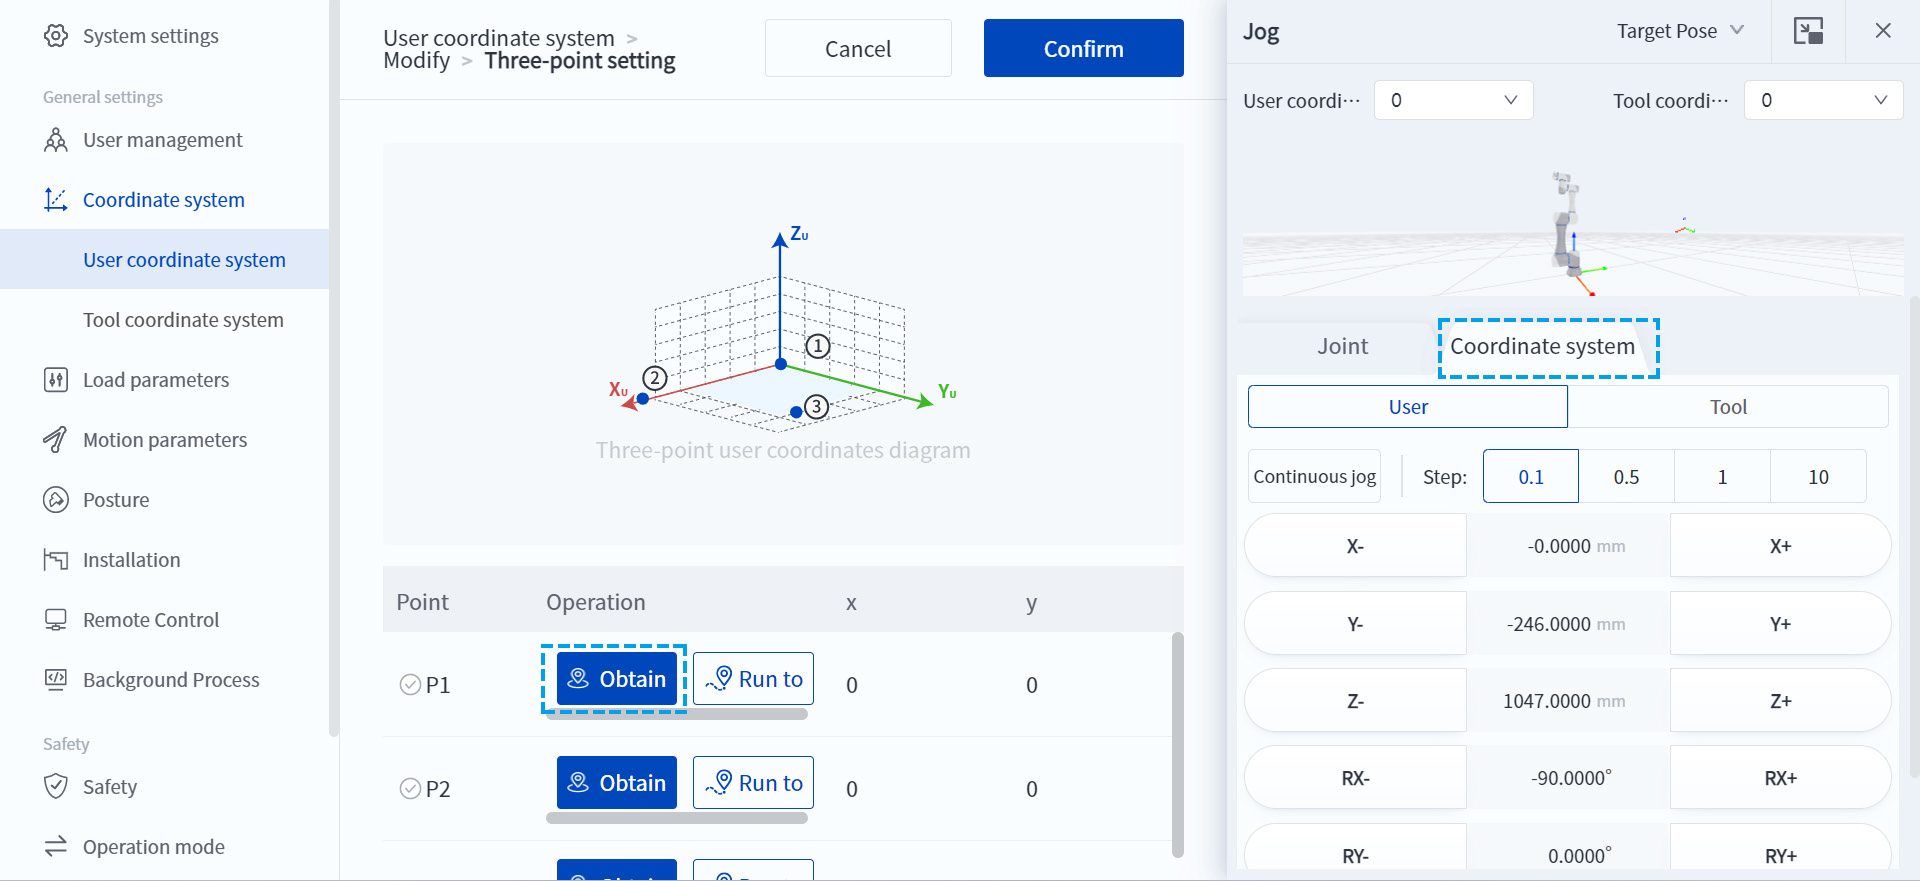 System settings
General settings
User management
Coordinate system
User coordinate system
Tool coordinate system
Load parameters
Motion parameters
Posture
Installation
Remote Control
Background Process
Safety
Safety
Operation mode
User coordinate system >
Modify > Three-point setting
Cancel
Confirm
ZU
1
2
XU
YU
3
Three-point user coordinates diagram
Point Operation x y
P1 Obtain Run to 0 0
P2 Obtain Run to 0 0
Jog
Target Pose
User coordi··· 0
Tool coordi··· 0
Joint
Coordinate system
User
Tool
Continuous jog
Step: 0.1 0.5 1 10
X- -0.0000 mm X+
Y- -246.0000 mm Y+
Z- 1047.0000 mm Z+
RX- -90.0000° RX+
RY- 0.0000° RY+